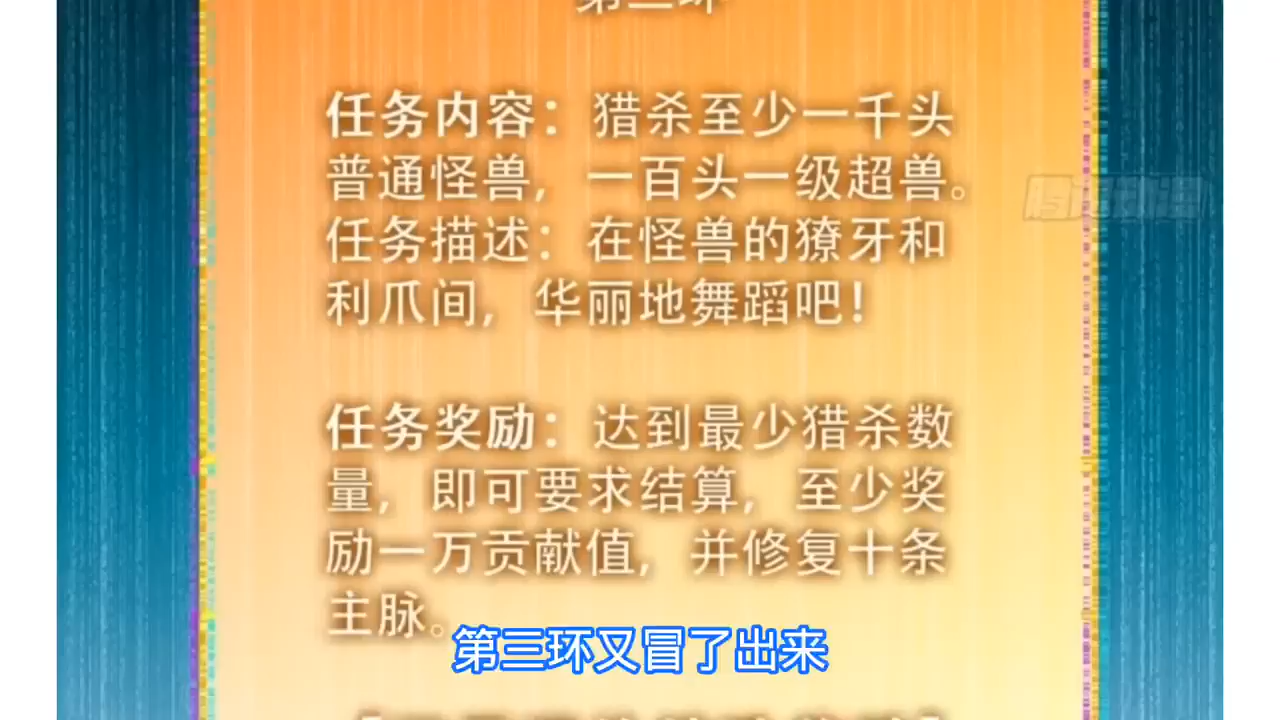 任务内容：猎杀至少一千头
普通怪兽，一百头一级超兽。
任务描述：在怪兽的獠牙和
利爪间，华丽地舞蹈吧！
任务奖励：达到最少猎杀数
量，即可要求结算，至少奖
励一万贡献值，并修复十条
主脉。
第三环又冒了出来